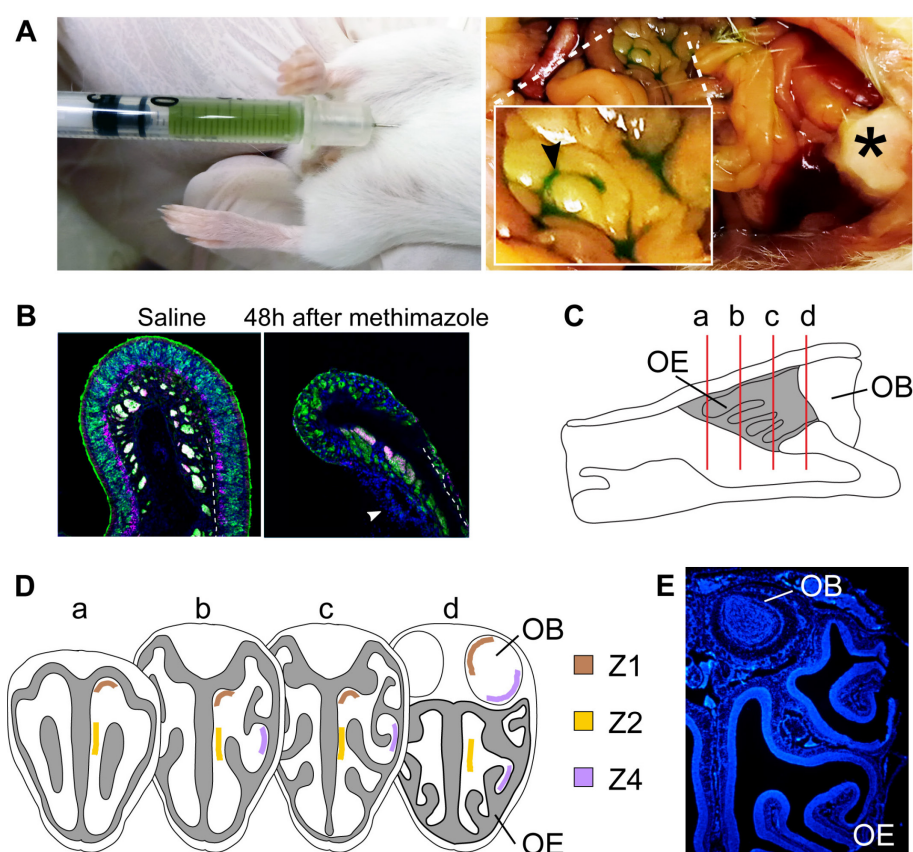 A
*
B
Saline
48h after methimazole
C
a b c d
OE
OB
D
a b c d
OB
OE
Z1
Z2
Z4
E
OB
OE